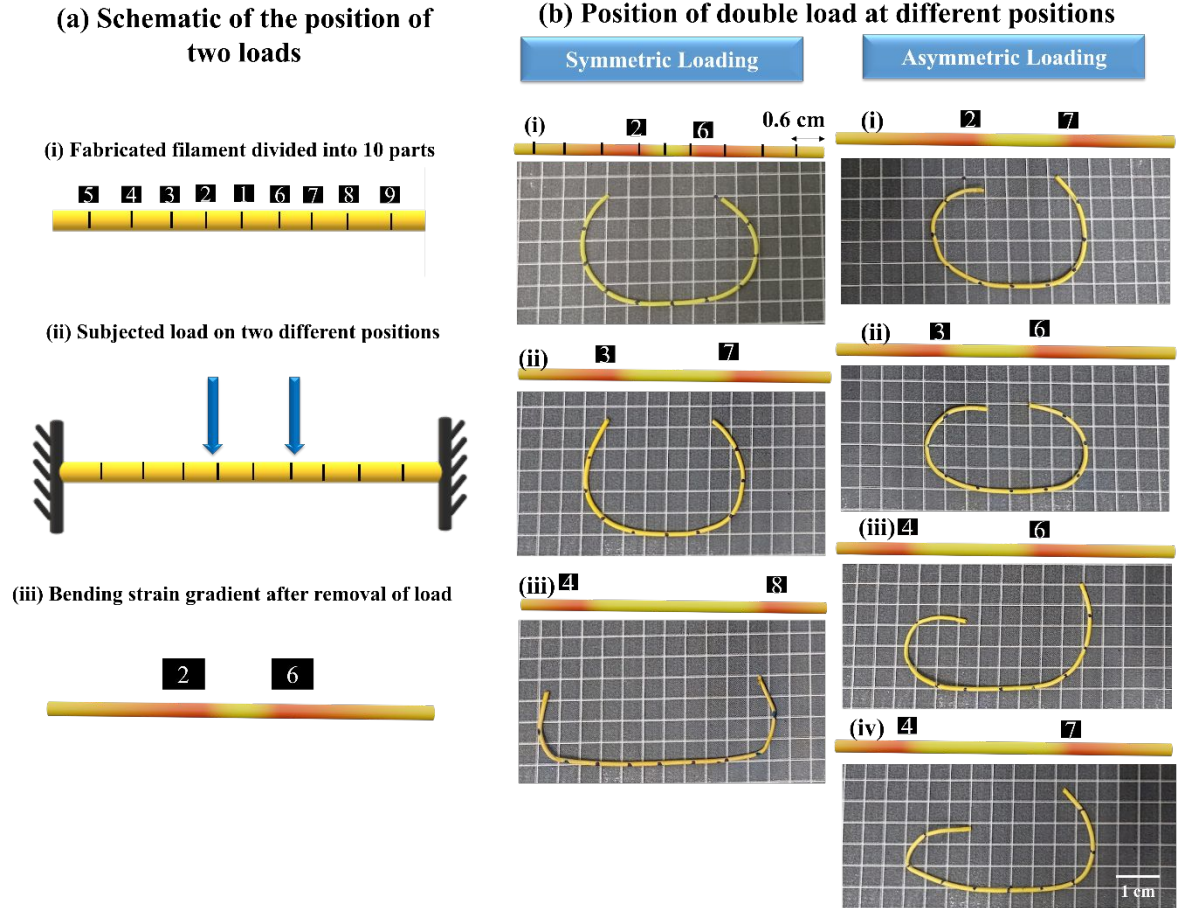 (a) Schematic of the position of
two loads
(i) Fabricated filament divided into 10 parts
5 4 3 2 1 6 7 8 9
(ii) Subjected load on two different positions
(iii) Bending strain gradient after removal of load
2 6
(b) Position of double load at different positions
Symmetric Loading
(i) 2 6 0.6 cm
(ii) 3 7
(iii) 4 8
Asymmetric Loading
(i) 2 7
(ii) 3 6
(iii) 4 6
(iv) 4 7
1 cm